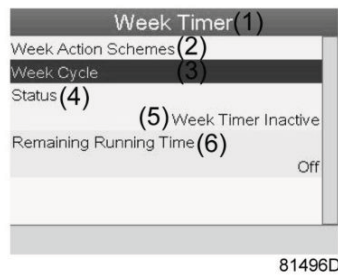 Week Timer(1)
Week Action Schemes(2)
Week Cycle (3)
Status(4)
(5)Week Timer Inactive
Remaining Running Time(6)
Off
81496D